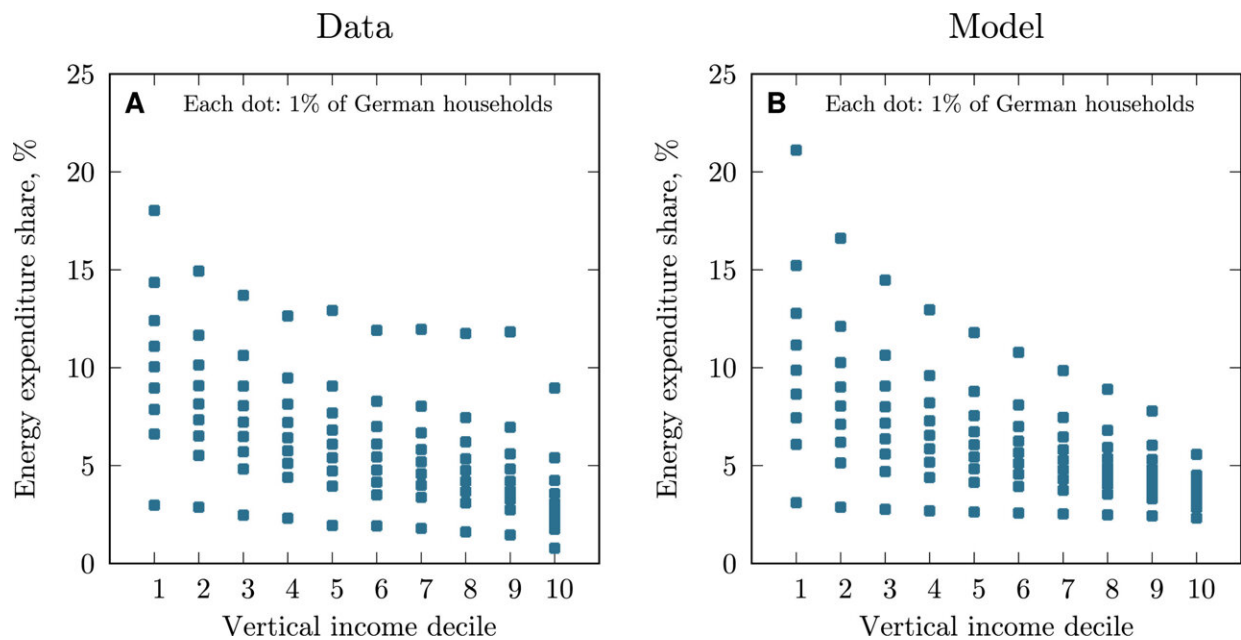 Data
25
20
15
10
5
0
A
Each dot: 1% of German households
Energy expenditure share, %
1 2 3 4 5 6 7 8 9 10
Vertical income decile
Model
25
20
15
10
5
0
B
Each dot: 1% of German households
Energy expenditure share, %
1 2 3 4 5 6 7 8 9 10
Vertical income decile